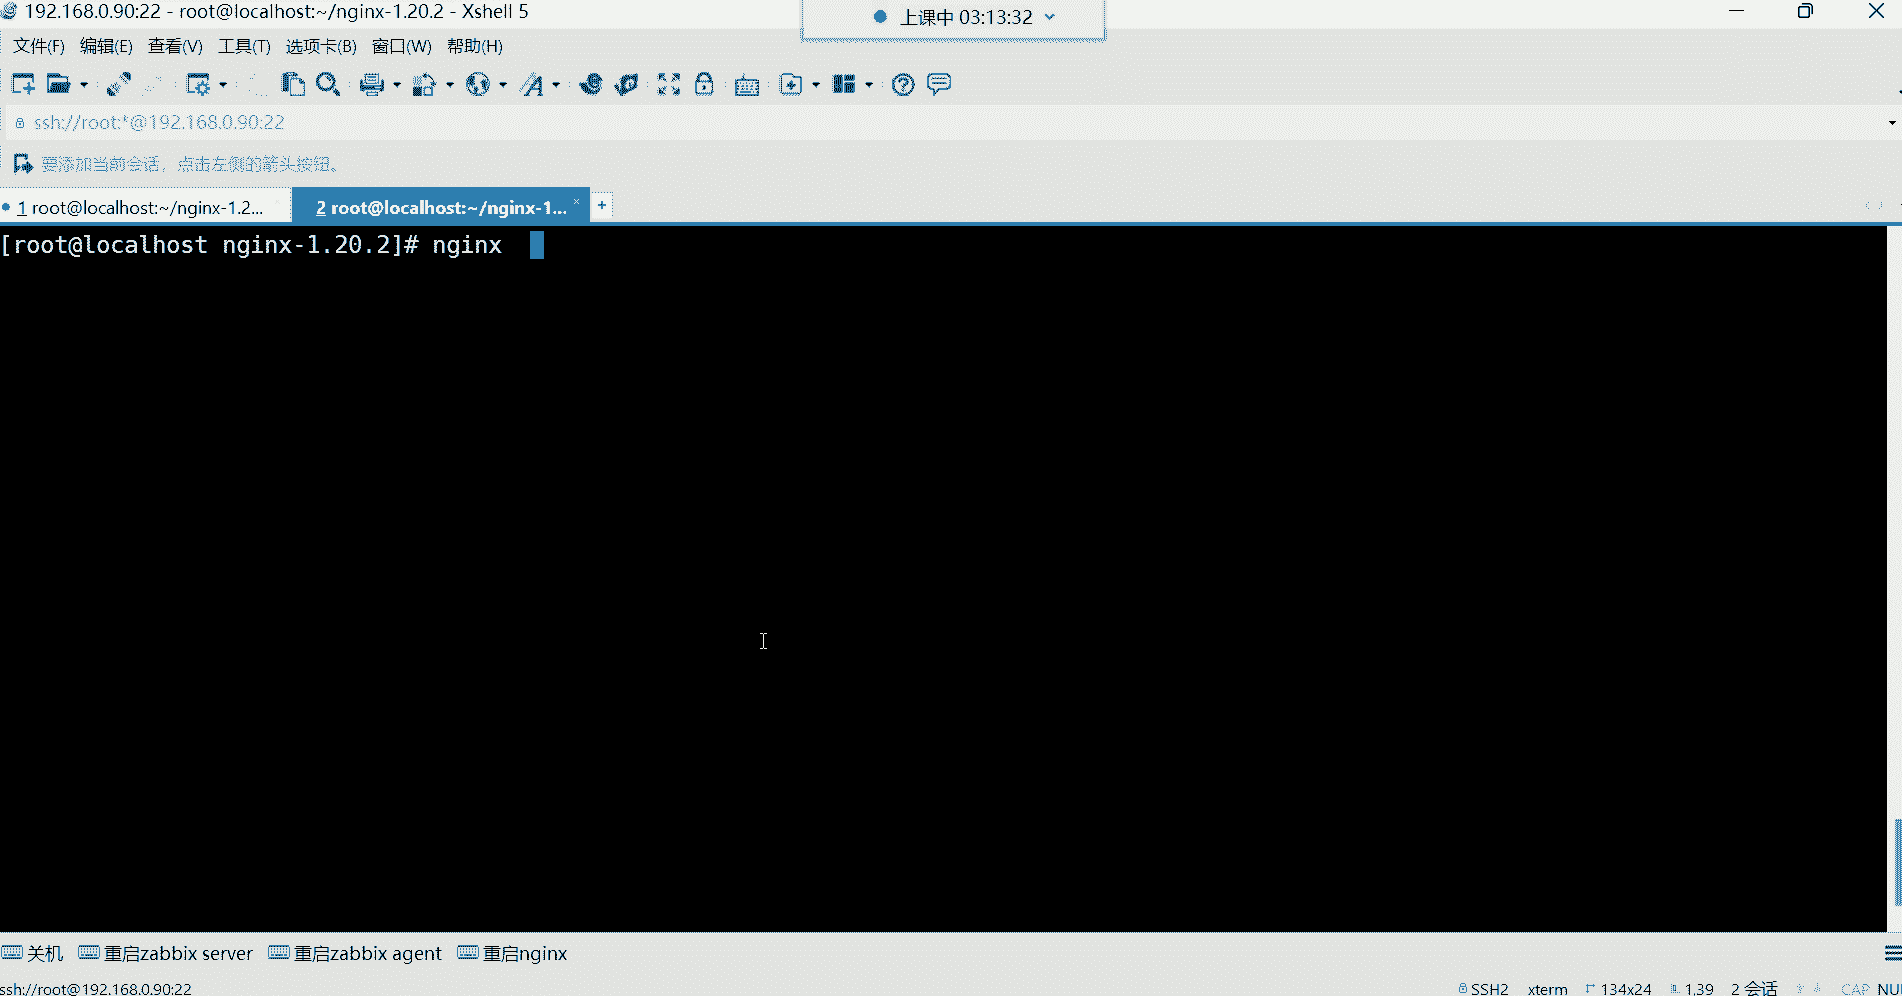 192.168.0.90:22 - root@localhost:~/nginx-1.20.2 - Xshell 5
上课中 03:13:32
文件(F) 编辑(E) 查看(V) 工具(T) 选项卡(B) 窗口(W) 帮助(H)
ssh://root:*@192.168.0.90:22
要添加当前会话，点击左侧的箭头按钮。
1 root@localhost:~/nginx-1.2...
2 root@localhost:~/nginx-1... × +
[root@localhost nginx-1.20.2]# nginx
关机 重启zabbix server 重启zabbix agent 重启nginx
ssh://root@192.168.0.90:22
SSH2 xterm 134x24 1,39 2 会话 CAP NU